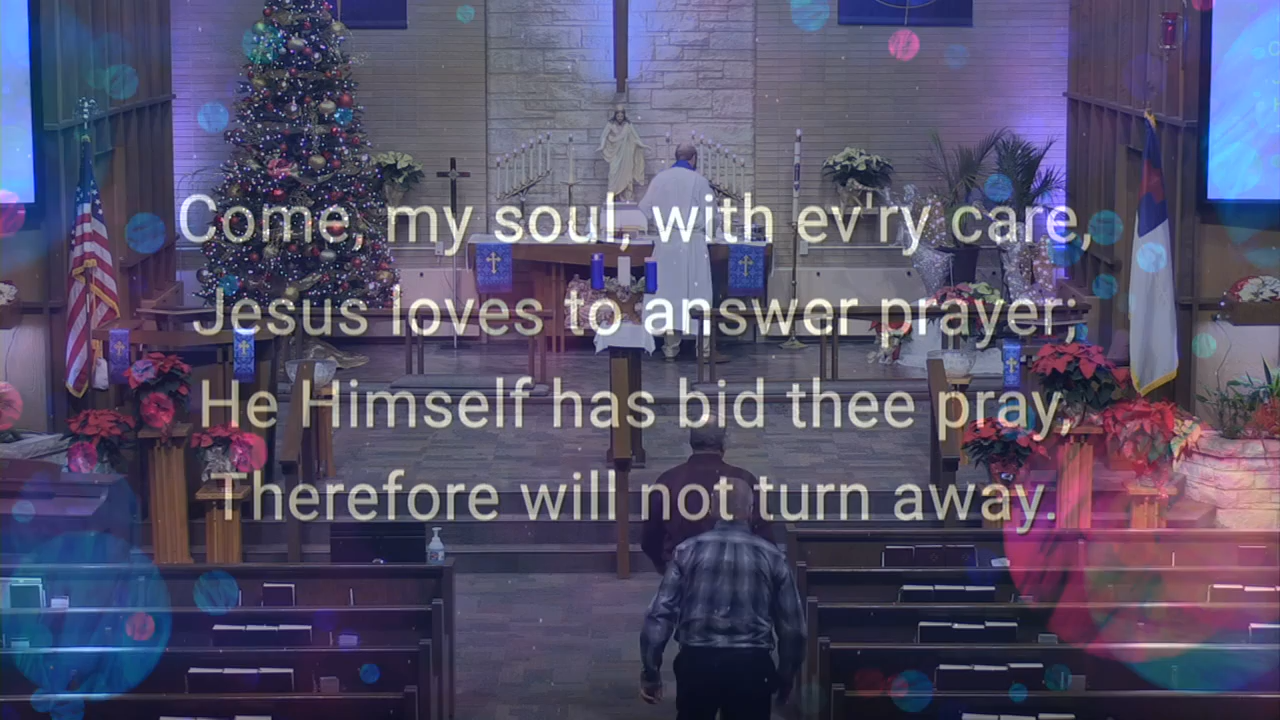 Come, my soul, with ev'ry care,
Jesus loves to answer prayer;
He Himself has bid thee pray,
Therefore will not turn away.